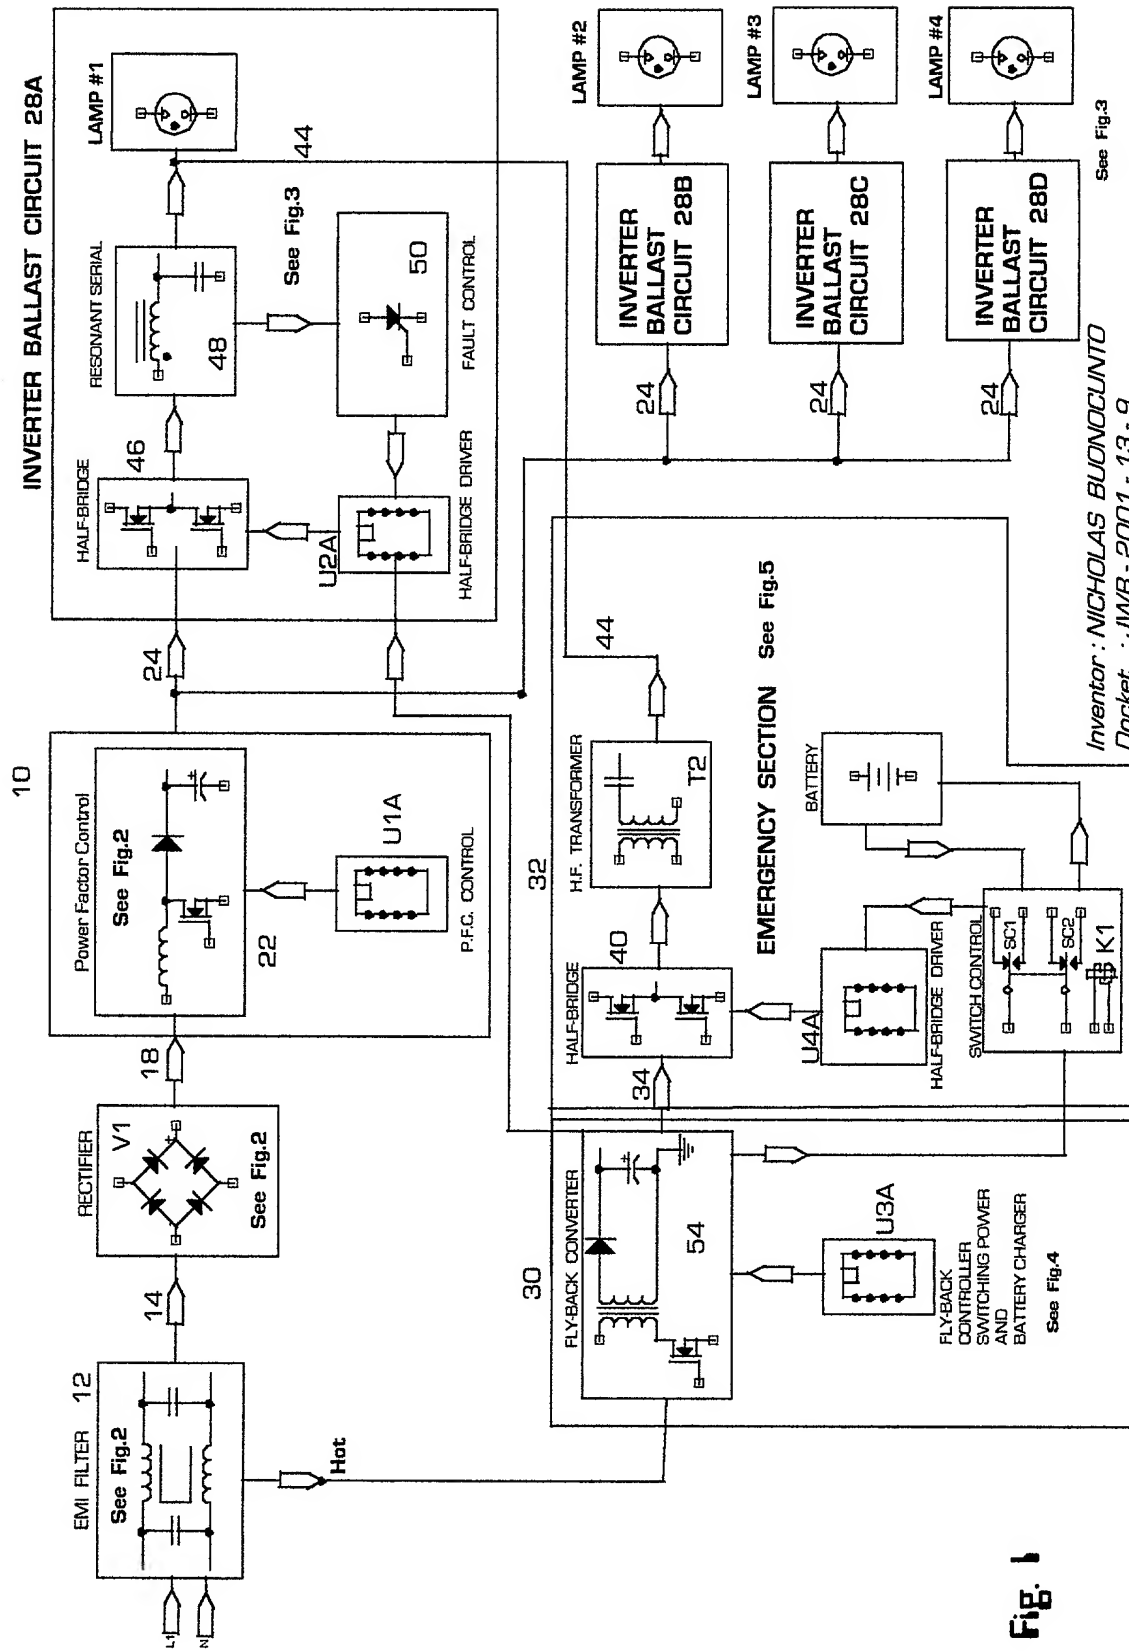 10
INVERTER BALLAST CIRCUIT 28A
EMI FILTER 12
See Fig.2
L1
N
Hot
14
RECTIFIER
V1
See Fig.2
18
Power Factor Control
See Fig.2
22
U1A
P.F.C. CONTROL
24
HALF-BRIDGE
46
U2A
HALF-BRIDGE DRIVER
RESONANT SERIAL
48
See Fig.3
50
FAULT CONTROL
LAMP #1
44
30
FLY-BACK CONVERTER
54
U3A
FLY-BACK
CONTROLLER
SWITCHING POWER
AND
BATTERY CHARGER
See Fig.4
32
34
HALF-BRIDGE
40
U4A
HALF-BRIDGE DRIVER
H.F. TRANSFORMER
T2
44
EMERGENCY SECTION See Fig.5
SWITCH CONTROL
SC1
SC2
K1
BATTERY
24
INVERTER
BALLAST
CIRCUIT 28B
LAMP #2
24
INVERTER
BALLAST
CIRCUIT 28C
LAMP #3
24
INVERTER
BALLAST
CIRCUIT 28D
LAMP #4
See Fig.3
Inventor : NICHOLAS BUONOCUNTO
Docket : JWR - 2001 - 13 - 9
Fig. 1